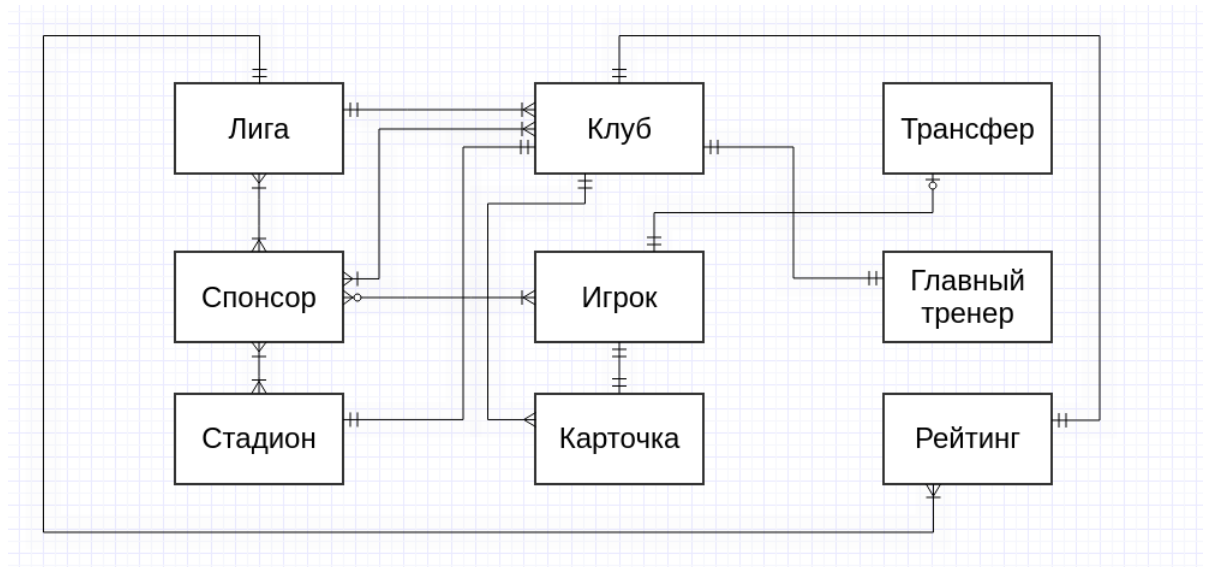 Лига
Клуб
Трансфер
Спонсор
Игрок
Главный
тренер
Стадион
Карточка
Рейтинг